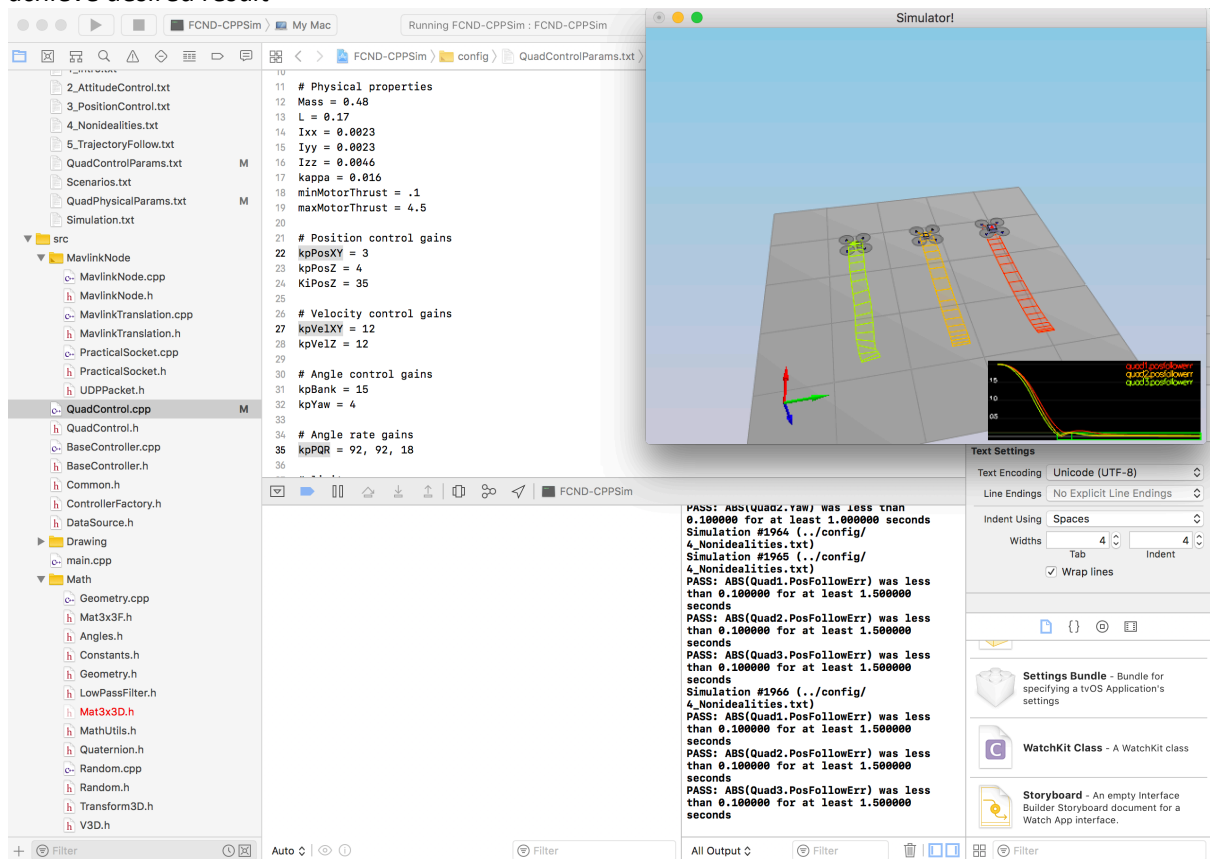 achieve desired result
FCND-CPPSim
My Mac
Running FCND-CPPSim : FCND-CPPSim
Simulator!
FCND-CPPSim
config
QuadControlParams.txt
1_Intro.txt
2_AttitudeControl.txt
3_PositionControl.txt
4_Nonidealities.txt
5_TrajectoryFollow.txt
QuadControlParams.txt M
Scenarios.txt
QuadPhysicalParams.txt M
Simulation.txt
src
MavlinkNode
MavlinkNode.cpp
MavlinkNode.h
MavlinkTranslation.cpp
MavlinkTranslation.h
PracticalSocket.cpp
PracticalSocket.h
UDPPacket.h
QuadControl.cpp M
QuadControl.h
BaseController.cpp
BaseController.h
Common.h
ControllerFactory.h
DataSource.h
Drawing
main.cpp
Math
Geometry.cpp
Mat3x3F.h
Angles.h
Constants.h
Geometry.h
LowPassFilter.h
Mat3x3D.h
MathUtils.h
Quaternion.h
Random.cpp
Random.h
Transform3D.h
V3D.h
Filter
10
11 # Physical properties
12 Mass = 0.48
13 L = 0.17
14 Ixx = 0.0023
15 Iyy = 0.0023
16 Izz = 0.0046
17 kappa = 0.016
18 minMotorThrust = .1
19 maxMotorThrust = 4.5
20
21 # Position control gains
22 kpPosXY = 3
23 kpPosZ = 4
24 KiPosZ = 35
25
26 # Velocity control gains
27 kpVelXY = 12
28 kpVelZ = 12
29
30 # Angle control gains
31 kpBank = 15
32 kpYaw = 4
33
34 # Angle rate gains
35 kpPQR = 92, 92, 18
36
quad1.posfollowerr
quad2.posfollowerr
quad3.posfollowerr
FCND-CPPSim
PASS: ABS(Quad2.Yaw) was less than
0.100000 for at least 1.000000 seconds
Simulation #1964 (../config/
4_Nonidealities.txt)
Simulation #1965 (../config/
4_Nonidealities.txt)
PASS: ABS(Quad1.PosFollowErr) was less
than 0.100000 for at least 1.500000
seconds
PASS: ABS(Quad2.PosFollowErr) was less
than 0.100000 for at least 1.500000
seconds
PASS: ABS(Quad3.PosFollowErr) was less
than 0.100000 for at least 1.500000
seconds
Simulation #1966 (../config/
4_Nonidealities.txt)
PASS: ABS(Quad1.PosFollowErr) was less
than 0.100000 for at least 1.500000
seconds
PASS: ABS(Quad2.PosFollowErr) was less
than 0.100000 for at least 1.500000
seconds
PASS: ABS(Quad3.PosFollowErr) was less
than 0.100000 for at least 1.500000
seconds
Auto
Filter
All Output
Filter
Text Settings
Text Encoding Unicode (UTF-8)
Line Endings No Explicit Line Endings
Indent Using Spaces
Widths 4 4
Tab Indent
Wrap lines
Settings Bundle - Bundle for
specifying a tvOS Application's
settings
WatchKit Class - A WatchKit class
Storyboard - An empty Interface
Builder Storyboard document for a
Watch App interface.
Filter